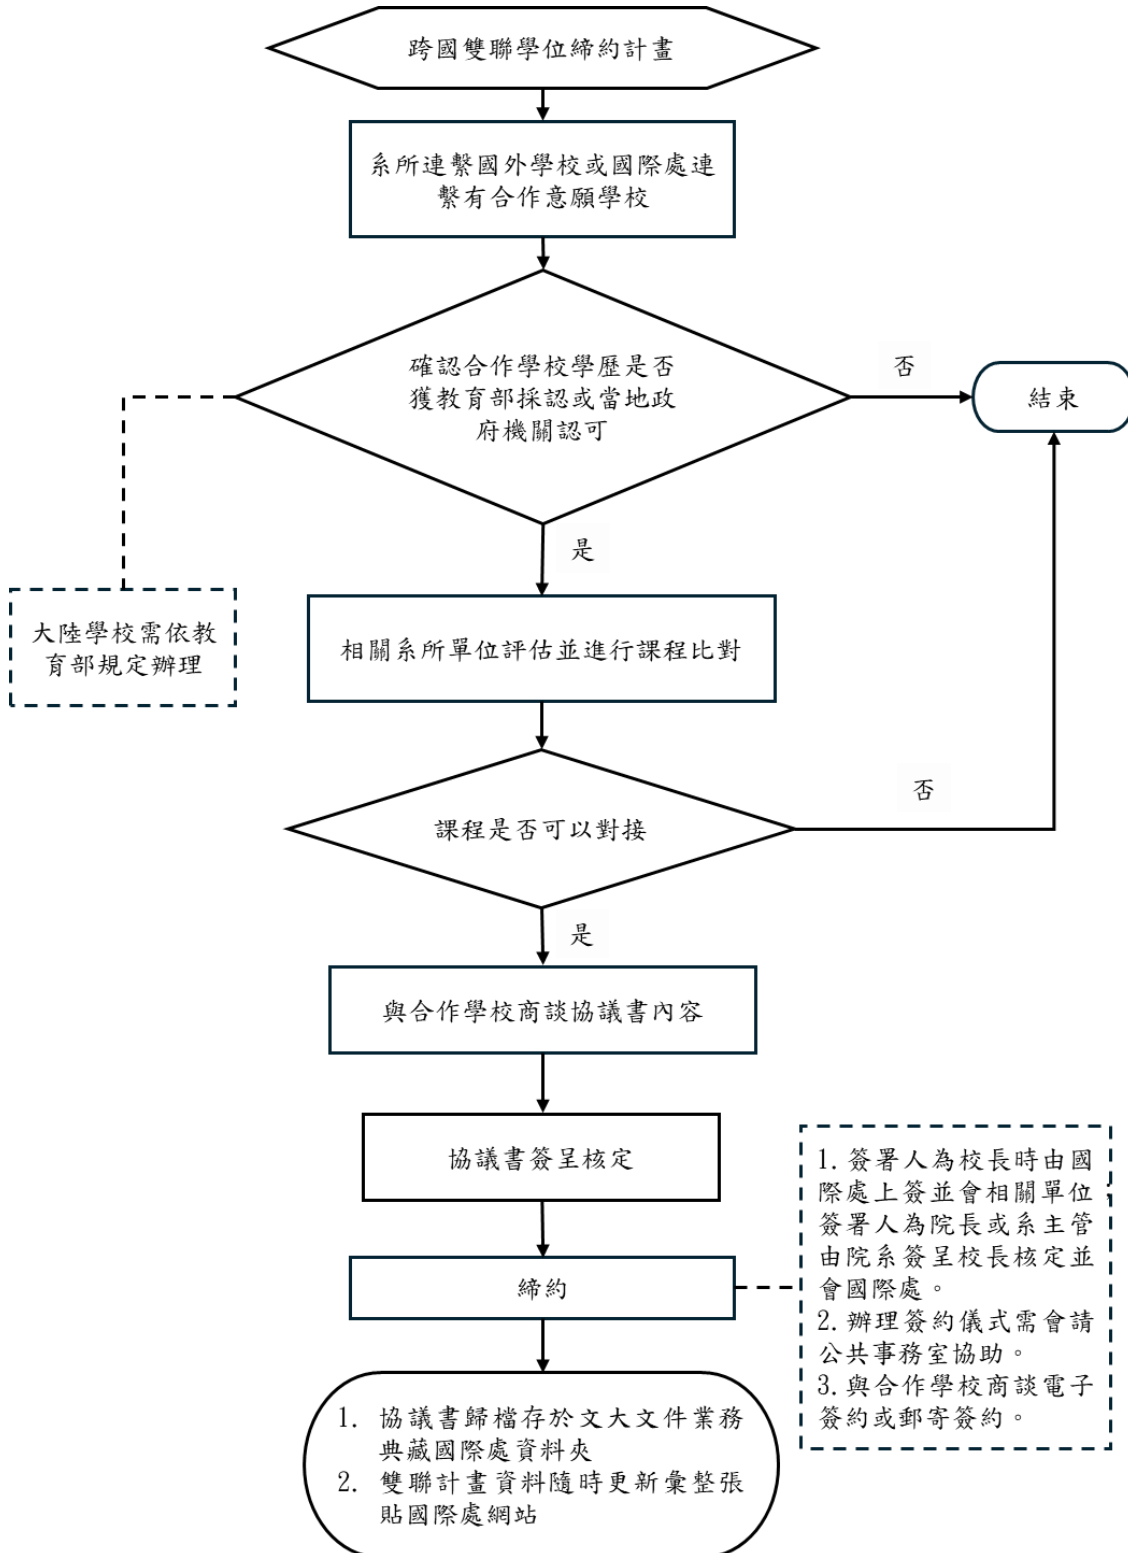 跨國雙聯學位締約計畫
系所連繫國外學校或國際處連
繫有合作意願學校
確認合作學校學歷是否
獲教育部採認或當地政
府機關認可
否
結束
是
大陸學校需依教
育部規定辦理
相關系所單位評估並進行課程比對
課程是否可以對接
否
是
與合作學校商談協議書內容
協議書簽呈核定
締約
1. 簽署人為校長時由國
際處上簽並會相關單位
簽署人為院長或系主管
由院系簽呈校長核定並
會國際處。
2. 辦理簽約儀式需會請
公共事務室協助。
3. 與合作學校商談電子
簽約或郵寄簽約。
1. 協議書歸檔存於文大文件業務
典藏國際處資料夾
2. 雙聯計畫資料隨時更新彙整張
貼國際處網站